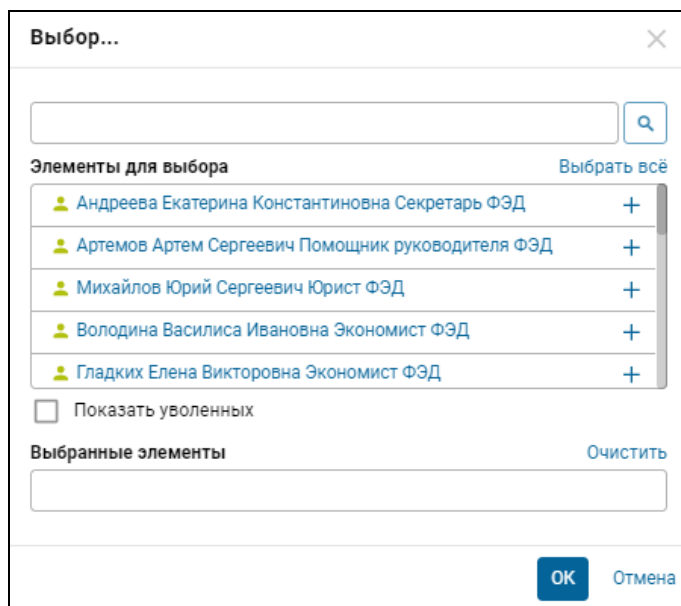 Выбор...
Элементы для выбора Выбрать всё
Андреева Екатерина Константиновна Секретарь ФЭД
Артемов Артем Сергеевич Помощник руководителя ФЭД
Михайлов Юрий Сергеевич Юрист ФЭД
Володина Василиса Ивановна Экономист ФЭД
Гладких Елена Викторовна Экономист ФЭД
Показать уволенных
Выбранные элементы Очистить
ОК Отмена